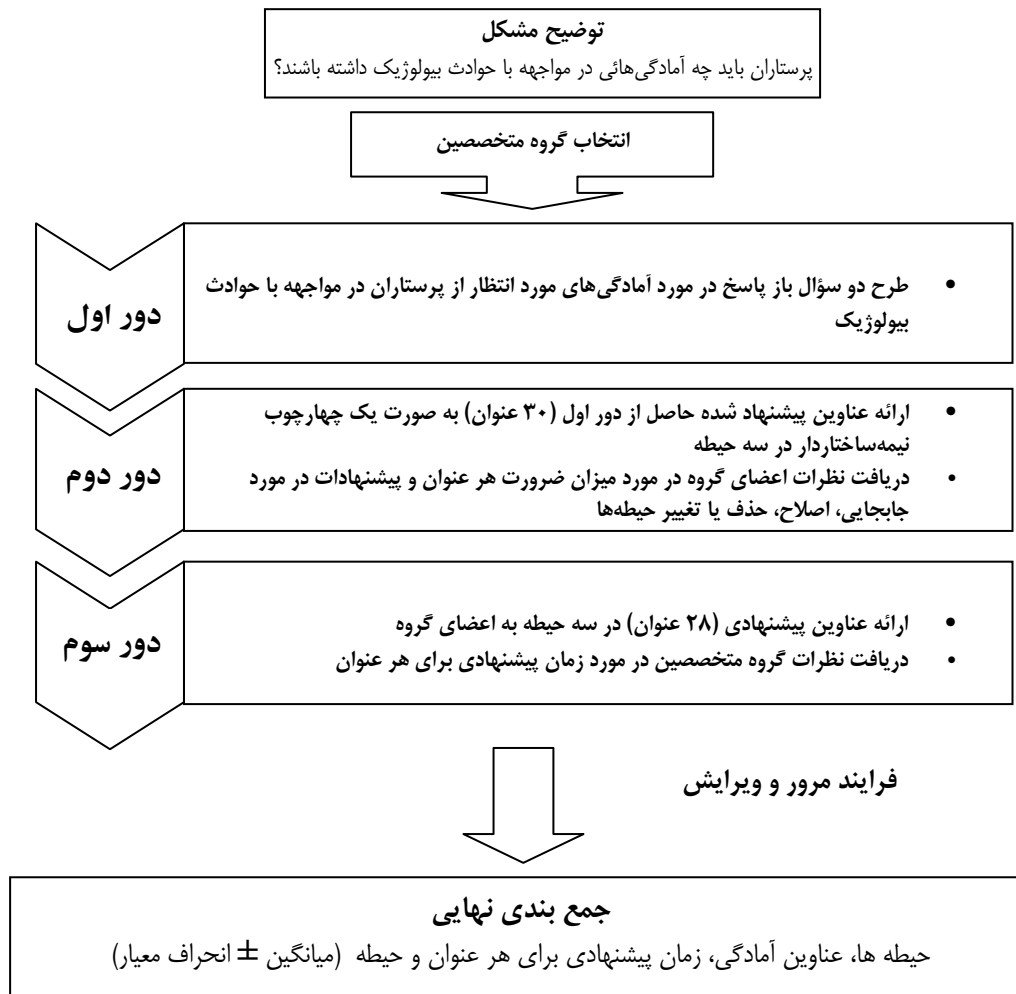 توضیح مشکل
پرستاران باید چه آمادگی‌هائی در مواجهه با حوادث بیولوژیک داشته باشند؟
انتخاب گروه متخصصین
دور اول
• طرح دو سؤال باز پاسخ در مورد آمادگی‌های مورد انتظار از پرستاران در مواجهه با حوادث
بیولوژیک
دور دوم
• ارائه عناوین پیشنهاد شده حاصل از دور اول (۳۰ عنوان) به صورت یک چهارچوب
نیمه‌ساختاردار در سه حیطه
• دریافت نظرات اعضای گروه در مورد میزان ضرورت هر عنوان و پیشنهادات در مورد
جابجایی، اصلاح، حذف یا تغییر حیطه‌ها
دور سوم
• ارائه عناوین پیشنهادی (۲۸ عنوان) در سه حیطه به اعضای گروه
• دریافت نظرات گروه متخصصین در مورد زمان پیشنهادی برای هر عنوان
فرایند مرور و ویرایش
جمع بندی نهایی
حیطه ها، عناوین آمادگی، زمان پیشنهادی برای هر عنوان و حیطه (میانگین ± انحراف معیار)